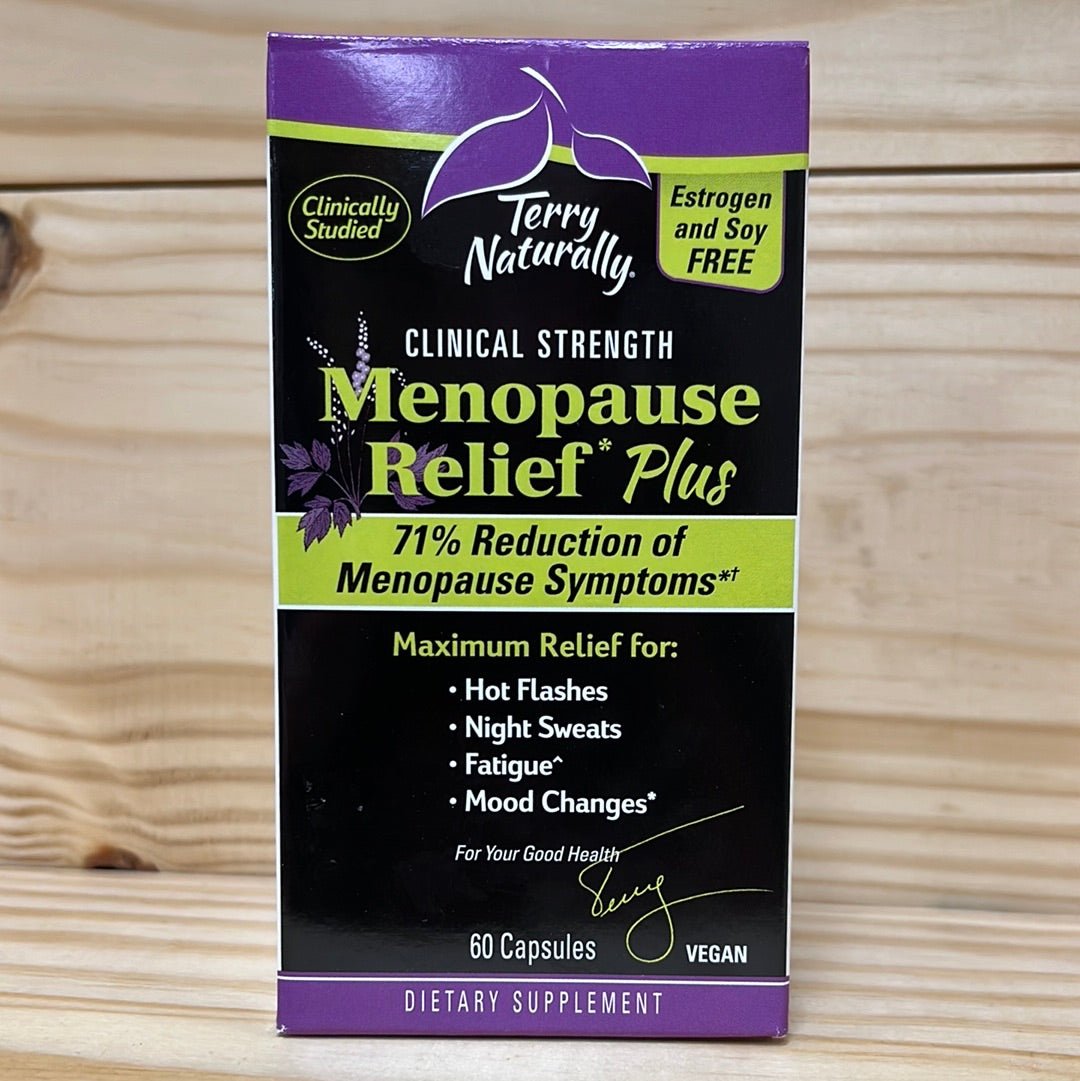 Clinically
Studied
Terry
Naturally®
Estrogen
and Soy
FREE
CLINICAL STRENGTH
Menopause
Relief* Plus
71% Reduction of
Menopause Symptoms*†
Maximum Relief for:
• Hot Flashes
• Night Sweats
• Fatigue^
• Mood Changes*
For Your Good Health
Terry
60 Capsules
VEGAN
DIETARY SUPPLEMENT